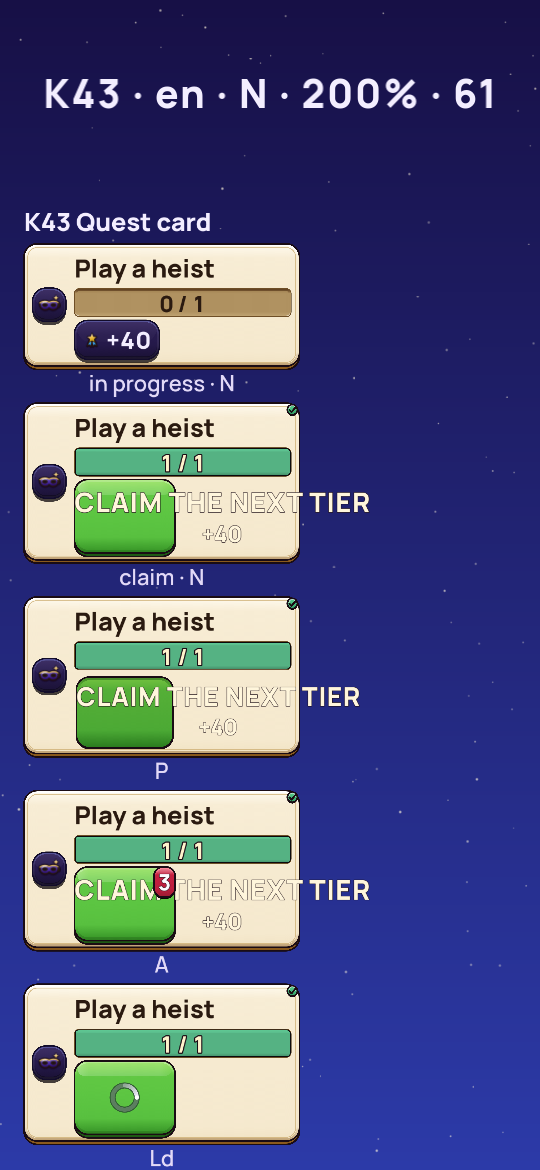 K43 · en · N · 200% · 61
K43 Quest card
Play a heist
0 / 1
+40
in progress · N
Play a heist
1 / 1
CLAIM THE NEXT TIER
+40
claim · N
Play a heist
1 / 1
CLAIM THE NEXT TIER
+40
P
Play a heist
1 / 1
3
CLAIM THE NEXT TIER
+40
A
Play a heist
1 / 1
Ld